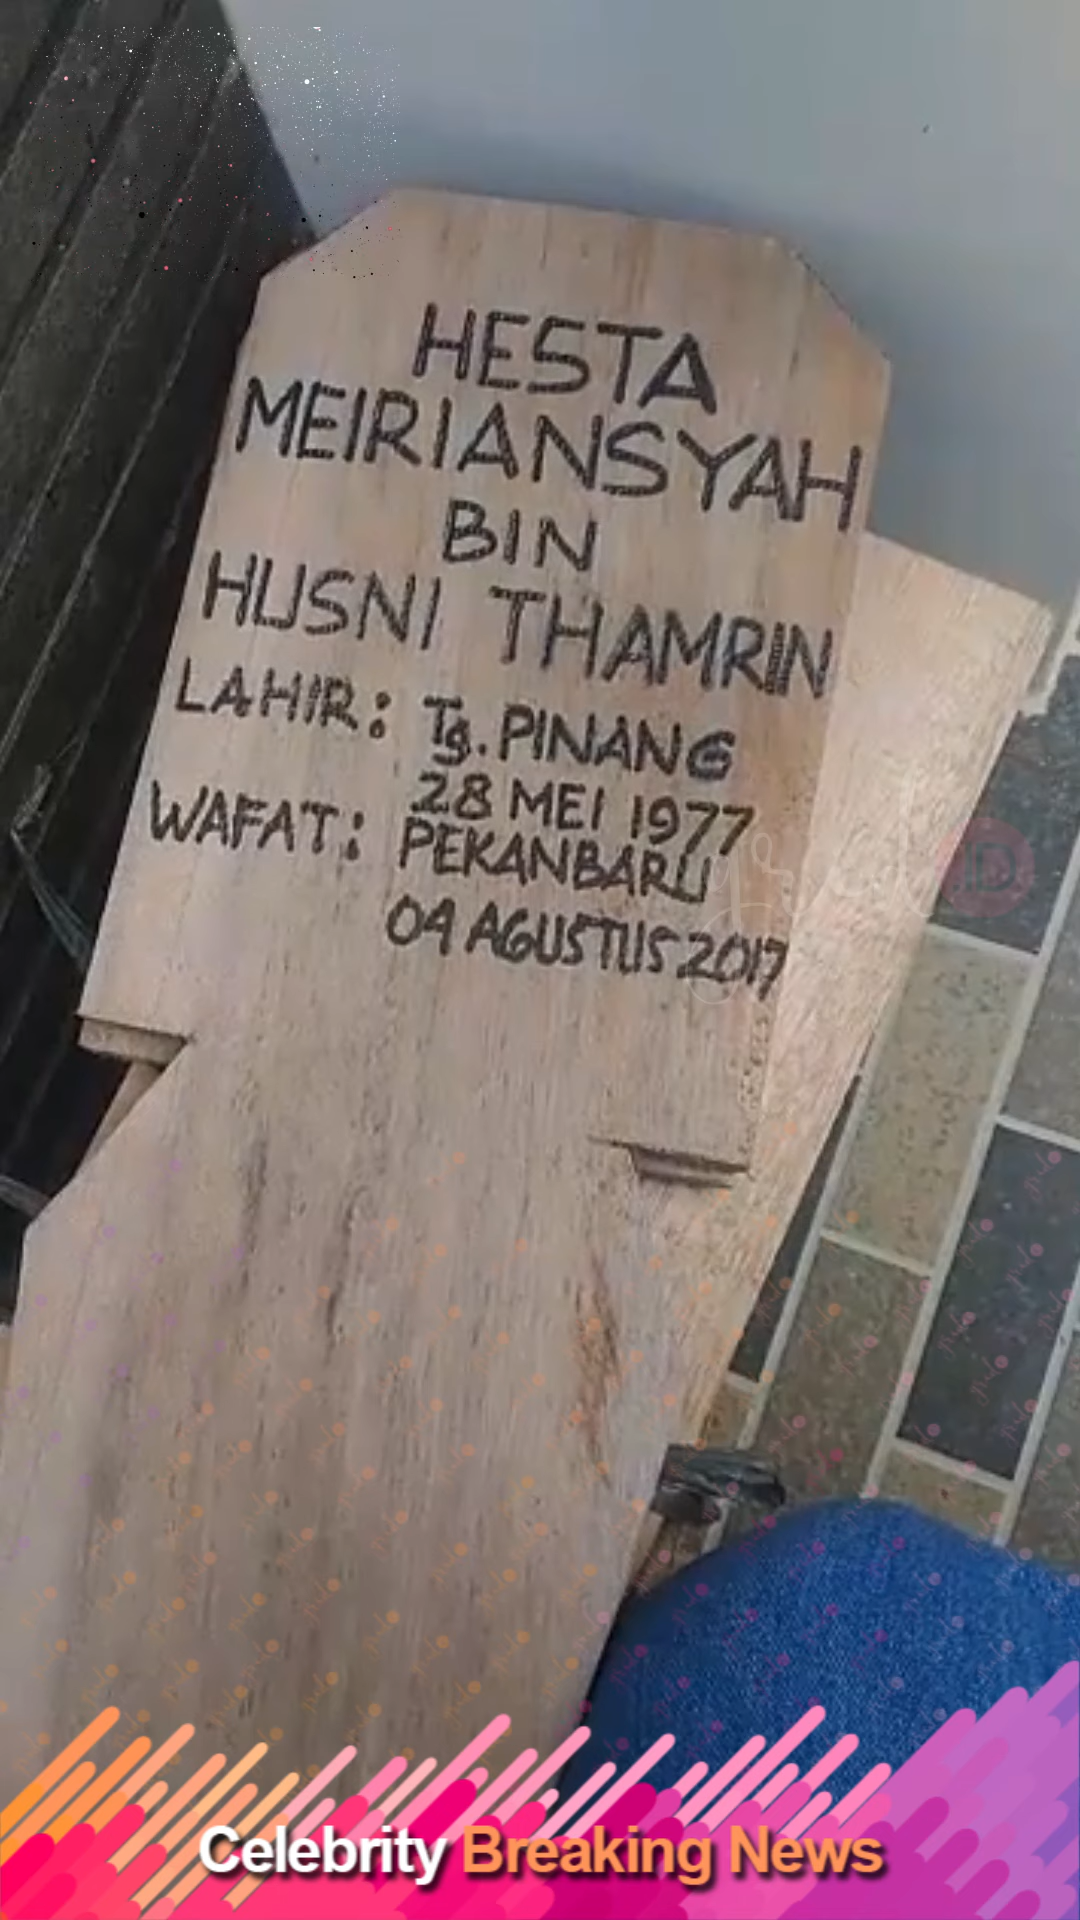 HESTA
MEIRIANSYAH
BIN
HUSNI THAMRIN
LAHIR: Tg. PINANG
28 MEI 1977
WAFAT: PEKANBARU
04 AGUSTUS 2017
.ID
Celebrity Breaking News